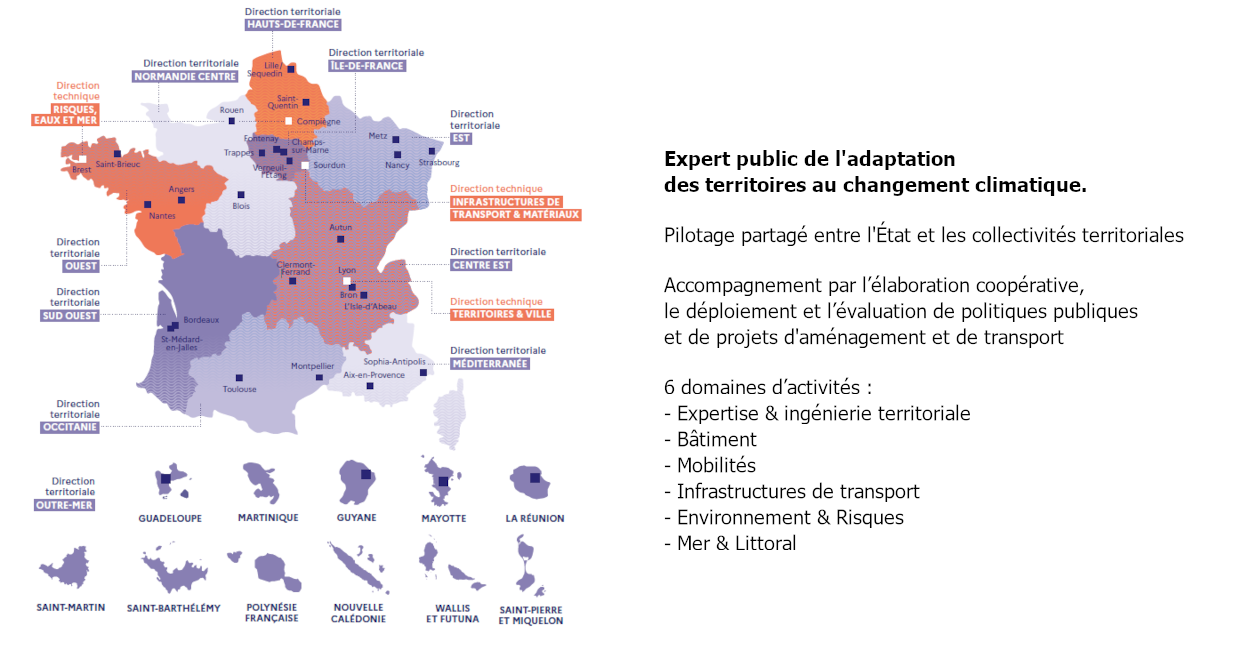 Direction territoriale
HAUTS-DE-FRANCE
Direction territoriale
ÎLE-DE-FRANCE
Direction territoriale
NORMANDIE CENTRE
Direction
technique
RISQUES,
EAUX ET MER
Lille/
Sequedin
Saint-
Quentin
Compiègne
Rouen
Fontenay
Trappes
Champs-
sur-Marne
Verneuil-
l'Étang
Sourdun
Metz
Nancy
Strasbourg
Direction
territoriale
EST
Brest
Saint-Brieuc
Angers
Nantes
Blois
Direction technique
INFRASTRUCTURES DE
TRANSPORT & MATÉRIAUX
Autun
Direction
territoriale
OUEST
Direction territoriale
CENTRE EST
Clermont-
Ferrand
Lyon
Bron
L'Isle-d'Abeau
Direction
territoriale
SUD OUEST
Direction technique
TERRITOIRES & VILLE
Bordeaux
St-Médard-
en-Jalles
Direction territoriale
MÉDITERRANÉE
Sophia-Antipolis
Aix-en-Provence
Montpellier
Toulouse
Direction
territoriale
OCCITANIE
Direction
territoriale
OUTRE-MER
GUADELOUPE
MARTINIQUE
GUYANE
MAYOTTE
LA RÉUNION
SAINT-MARTIN
SAINT-BARTHÉLÉMY
POLYNÉSIE
FRANÇAISE
NOUVELLE
CALÉDONIE
WALLIS
ET FUTUNA
SAINT-PIERRE
ET MIQUELON
Expert public de l'adaptation
des territoires au changement climatique.
Pilotage partagé entre l'État et les collectivités territoriales
Accompagnement par l’élaboration coopérative,
le déploiement et l’évaluation de politiques publiques
et de projets d'aménagement et de transport
6 domaines d’activités :
- Expertise & ingénierie territoriale
- Bâtiment
- Mobilités
- Infrastructures de transport
- Environnement & Risques
- Mer & Littoral